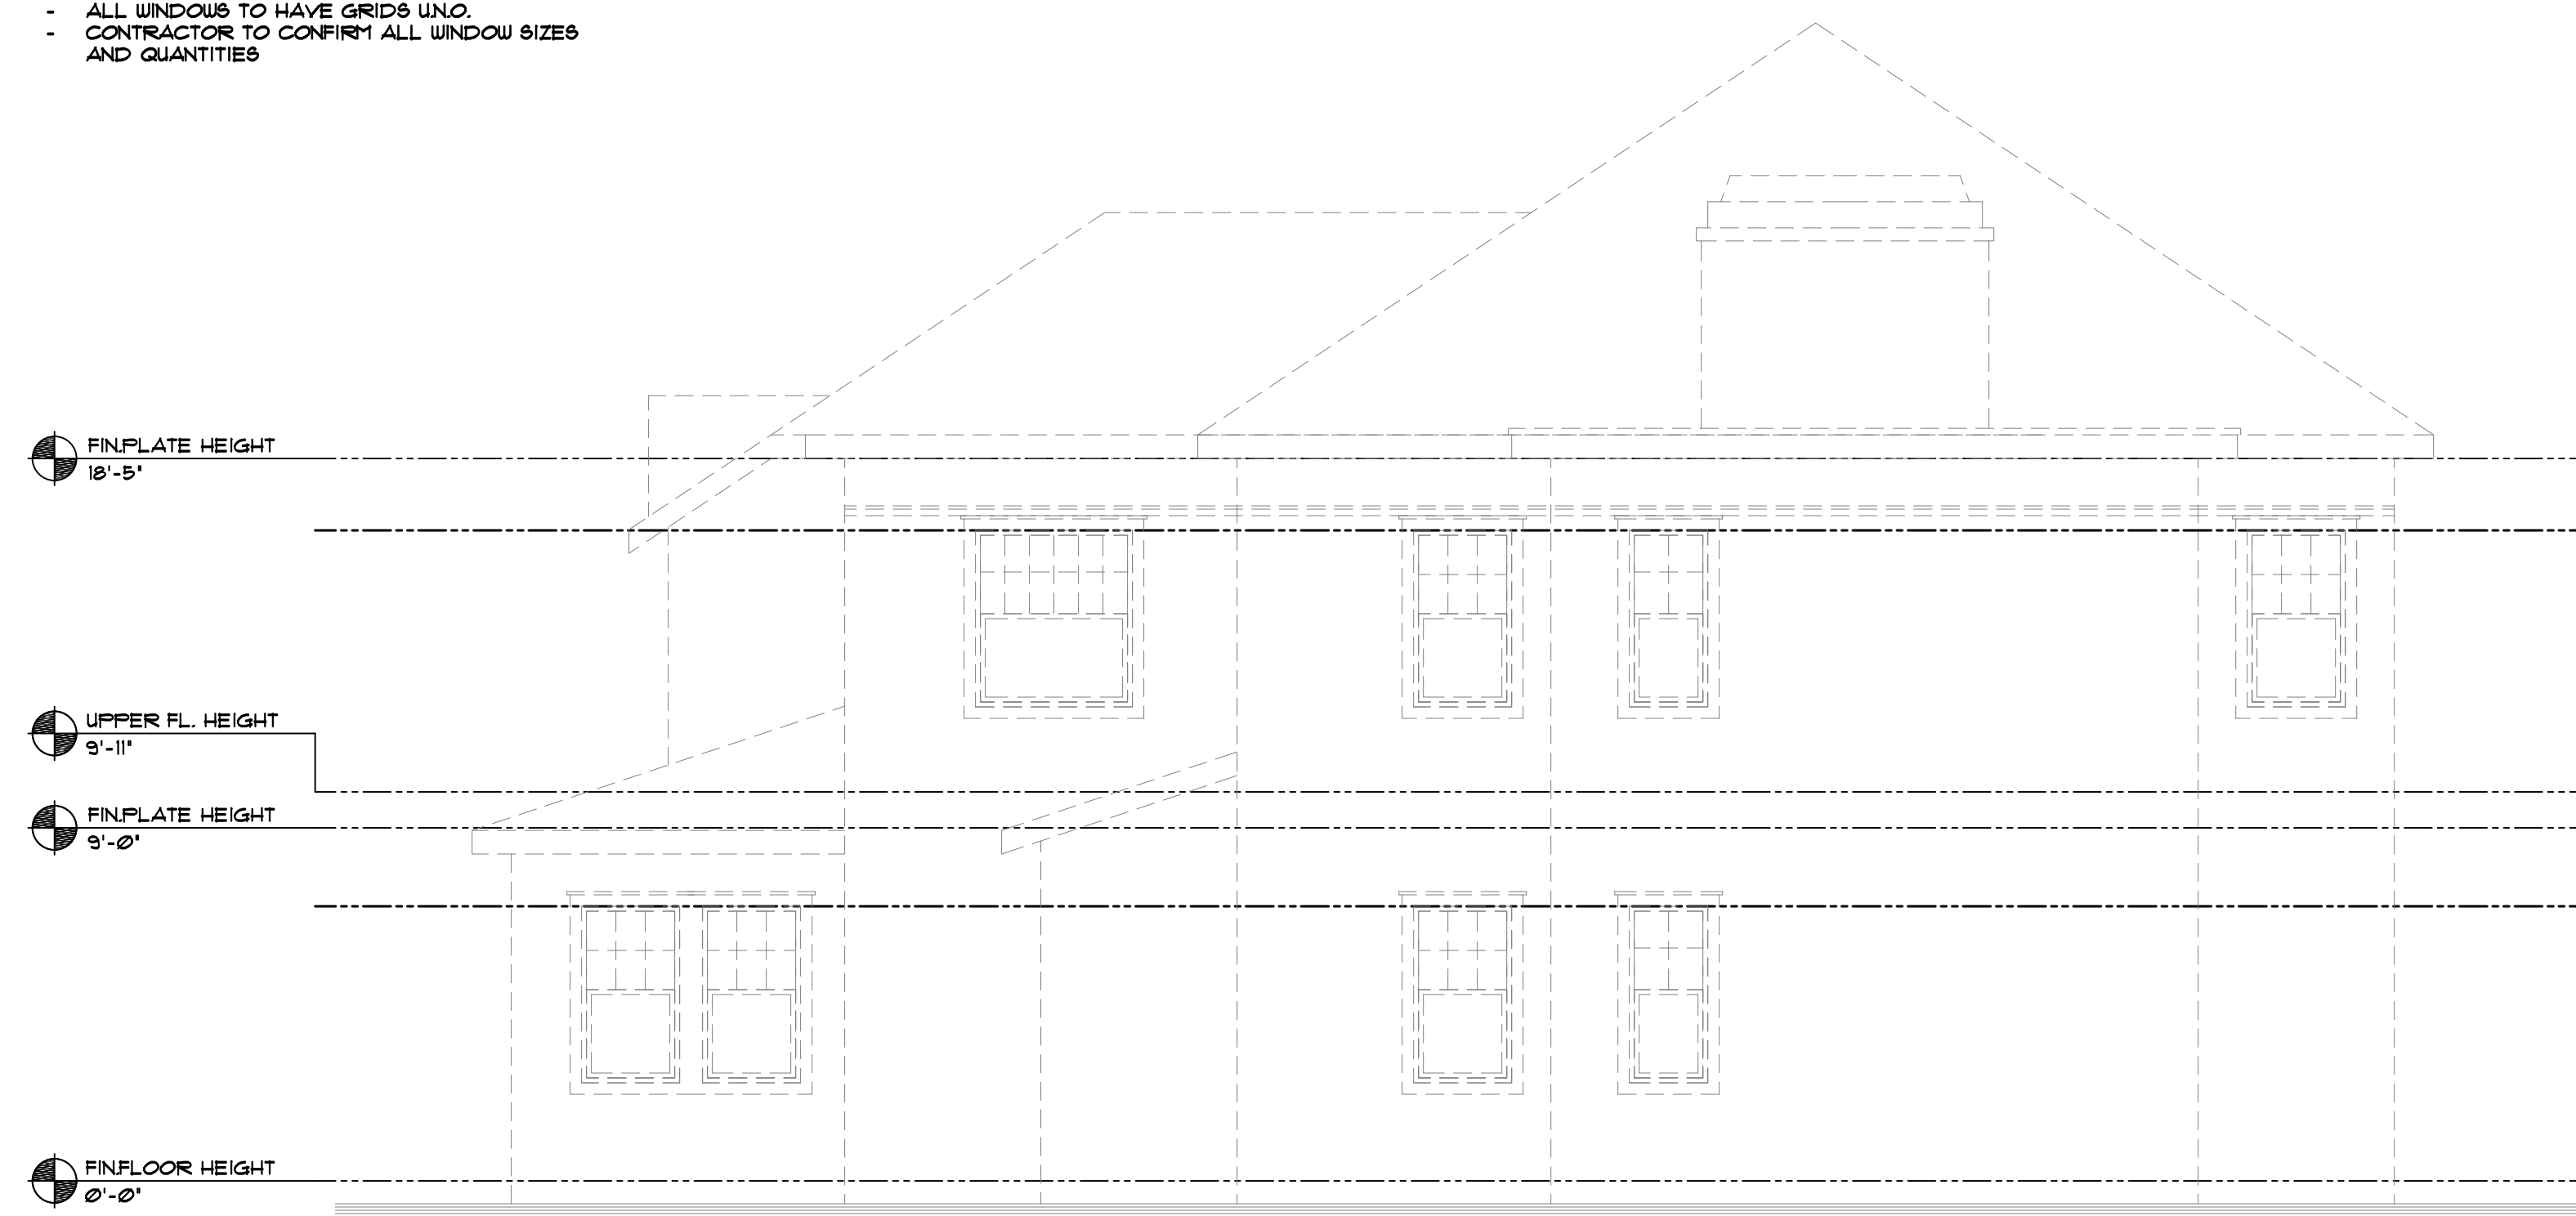 - ALL WINDOWS TO HAVE GRIDS U.N.O.
- CONTRACTOR TO CONFIRM ALL WINDOW SIZES
AND QUANTITIES
FIN.PLATE HEIGHT
18'-5"
UPPER FL. HEIGHT
9'-11"
FIN.PLATE HEIGHT
9'-0"
FIN.FLOOR HEIGHT
0'-0"